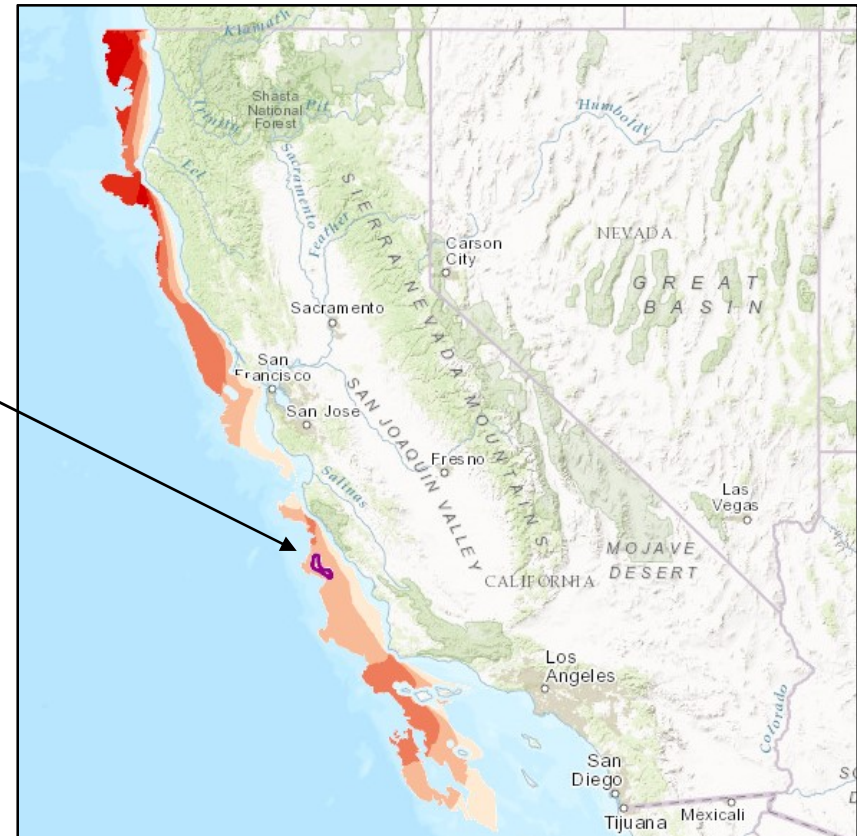 Klamath
Shasta
National
Forest
Pit
Trinity
Humboldt
Eel
Sacramento
Feather
SIERRA NEVADA MOUNTAINS
Carson
City
NEVADA
GREAT
BASIN
Sacramento
San
Francisco
San Jose
SAN JOAQUIN VALLEY
Fresno
Salinas
Las
Vegas
MOJAVE
DESERT
CALIFORNIA
Los
Angeles
Colorado
San
Diego
Tijuana
Mexicali